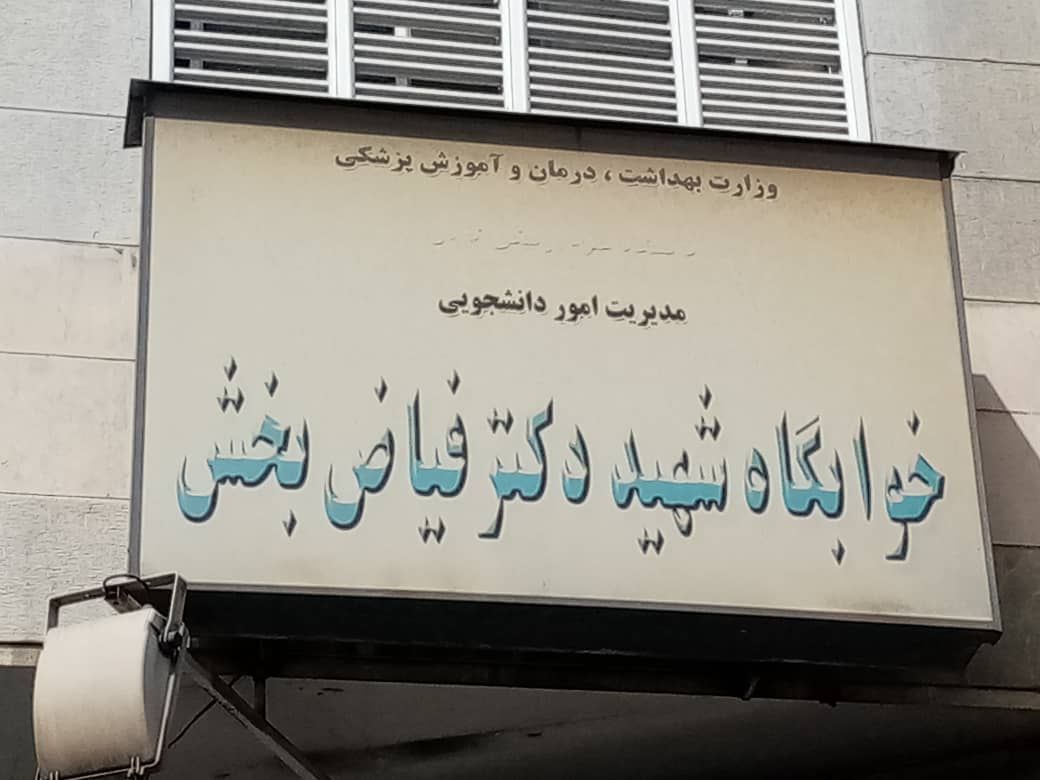 وزارت بهداشت ، درمان و آموزش پزشکی
مدیریت امور دانشجویی
خوابگاه شهید دکتر فیاض بخش